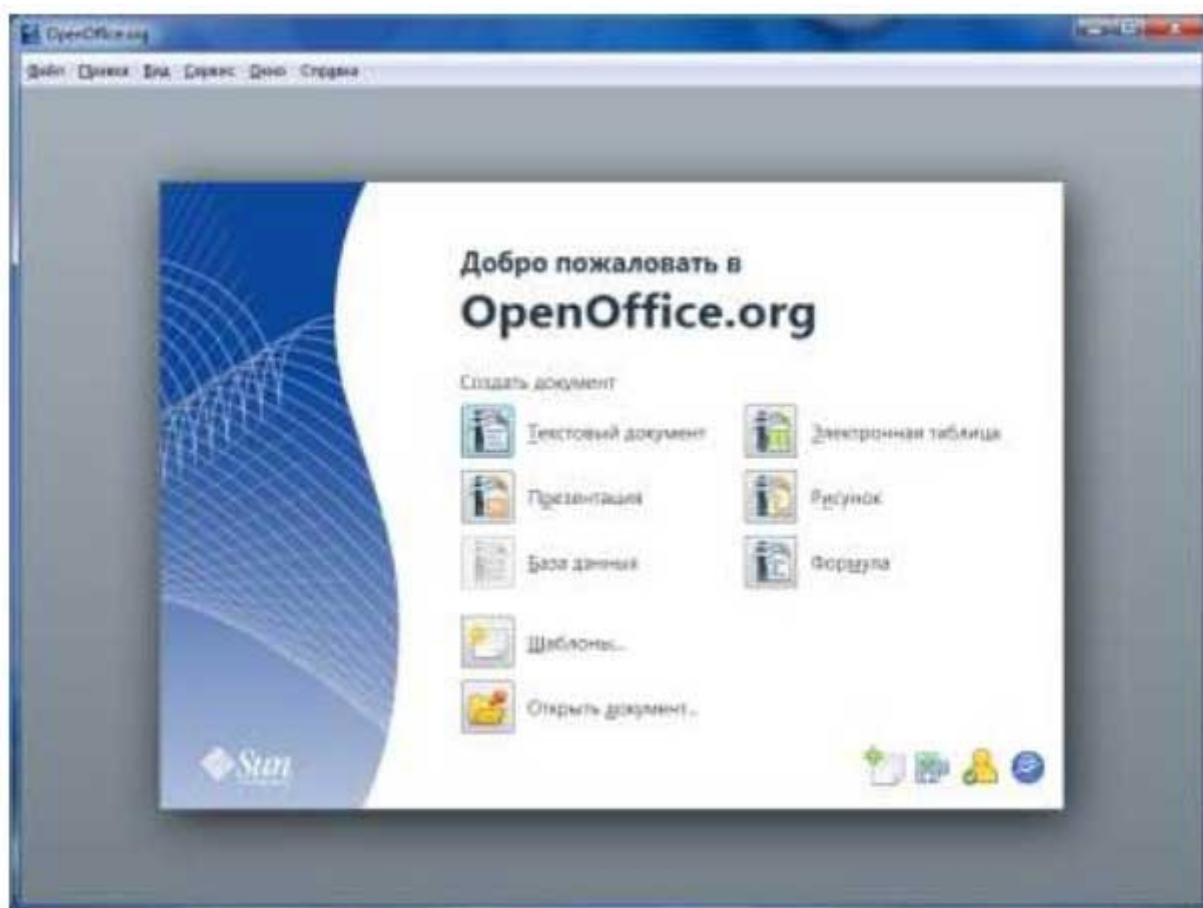 OpenOffice.org
Файл Правка Вид Сервис Окно Справка
Добро пожаловать в
OpenOffice.org
Создать документ
Текстовый документ
Электронная таблица
Презентация
Рисунок
База данных
Формула
Шаблоны...
Открыть документ...
Sun